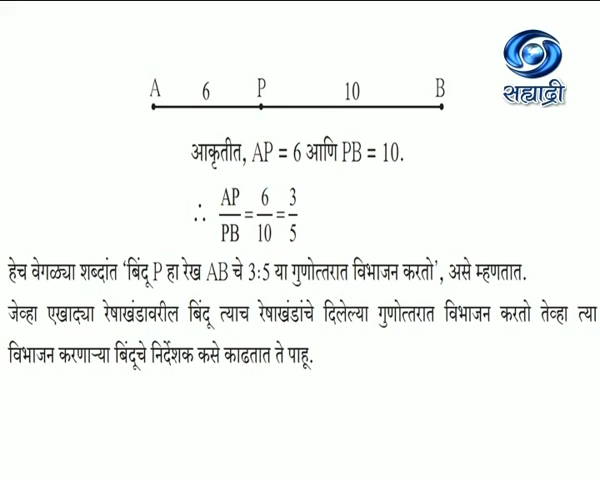 सह्याद्री
A 6 P 10 B
आकृतीत, AP = 6 आणि PB = 10.
∴ AP/PB = 6/10 = 3/5
हेच वेगळ्या शब्दांत ‘बिंदू P हा रेख AB चे 3:5 या गुणोत्तरात विभाजन करतो’, असे म्हणतात.
जेव्हा एखाद्या रेषाखंडावरील बिंदू त्याच रेषाखंडांचे दिलेल्या गुणोत्तरात विभाजन करतो तेव्हा त्या
विभाजन करणाऱ्या बिंदूचे निर्देशक कसे काढतात ते पाहू.